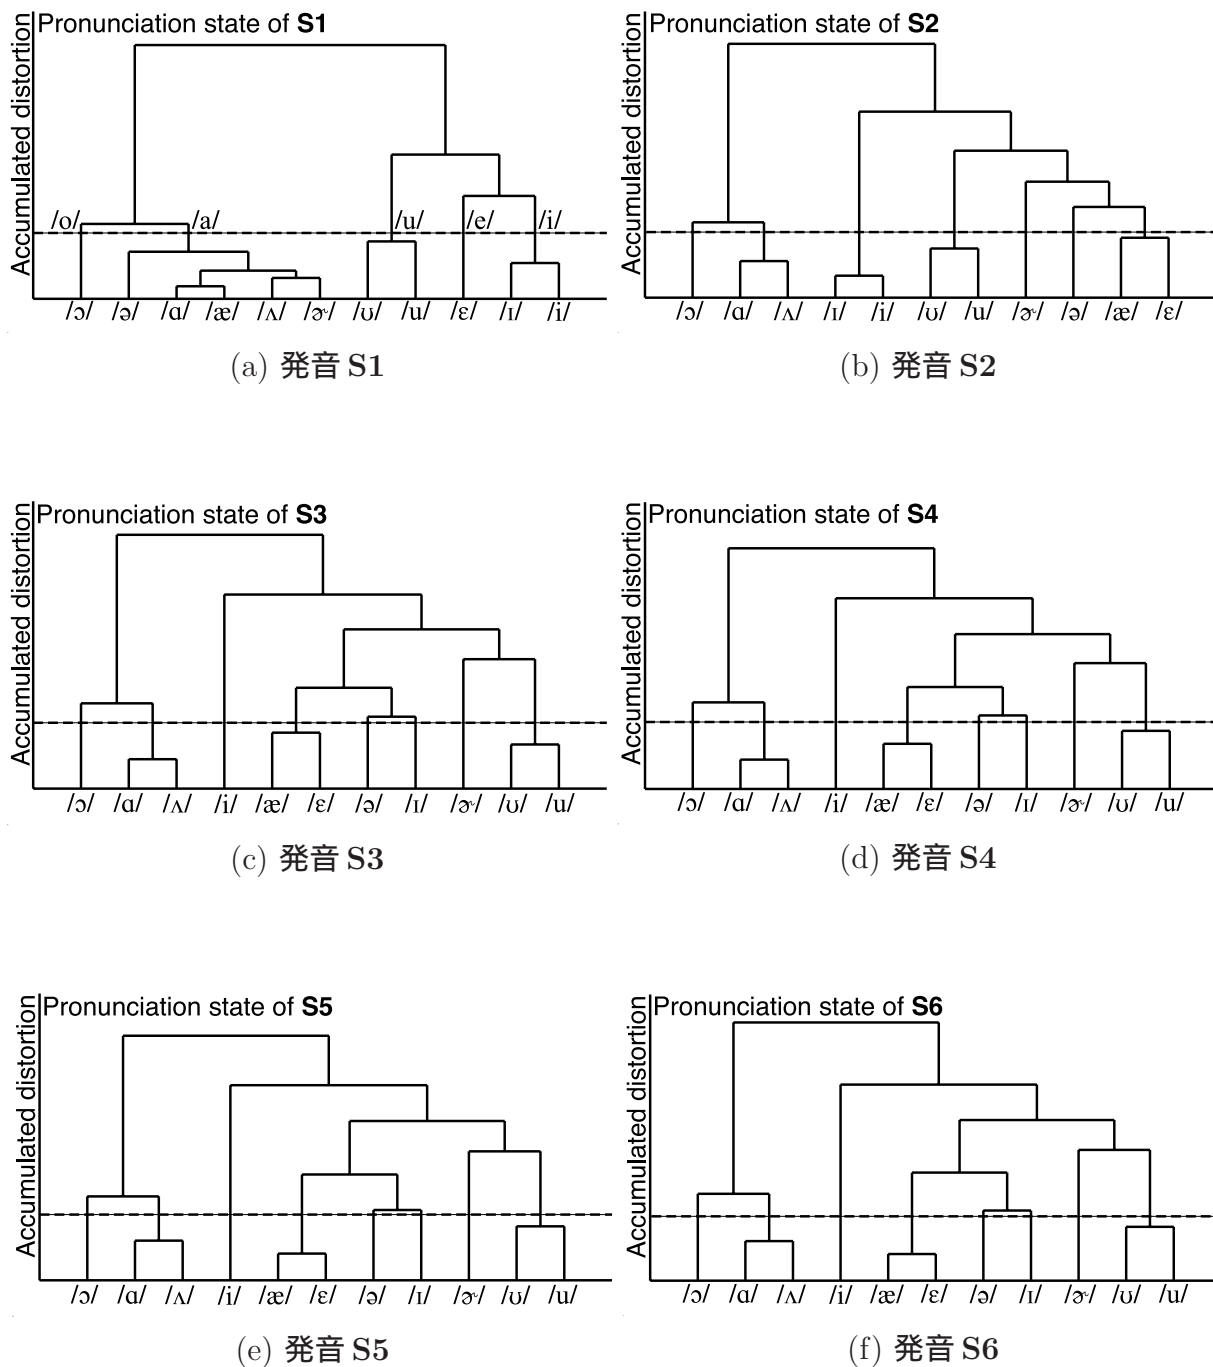 Pronunciation state of S1
Accumulated distortion
/o/ /a/ /u/ /e/ /i/
/ɔ/ /ə/ /ɑ/ /æ/ /ʌ/ /ɚ/ /ʊ/ /u/ /ɛ/ /ɪ/ /i/
(a) 発音 S1
Pronunciation state of S2
Accumulated distortion
/ɔ/ /ɑ/ /ʌ/ /ɪ/ /i/ /ʊ/ /u/ /ɚ/ /ə/ /æ/ /ɛ/
(b) 発音 S2
Pronunciation state of S3
Accumulated distortion
/ɔ/ /ɑ/ /ʌ/ /i/ /æ/ /ɛ/ /ə/ /ɪ/ /ɚ/ /ʊ/ /u/
(c) 発音 S3
Pronunciation state of S4
Accumulated distortion
/ɔ/ /ɑ/ /ʌ/ /i/ /æ/ /ɛ/ /ə/ /ɪ/ /ɚ/ /ʊ/ /u/
(d) 発音 S4
Pronunciation state of S5
Accumulated distortion
/ɔ/ /ɑ/ /ʌ/ /i/ /æ/ /ɛ/ /ə/ /ɪ/ /ɚ/ /ʊ/ /u/
(e) 発音 S5
Pronunciation state of S6
Accumulated distortion
/ɔ/ /ɑ/ /ʌ/ /i/ /æ/ /ɛ/ /ə/ /ɪ/ /ɚ/ /ʊ/ /u/
(f) 発音 S6